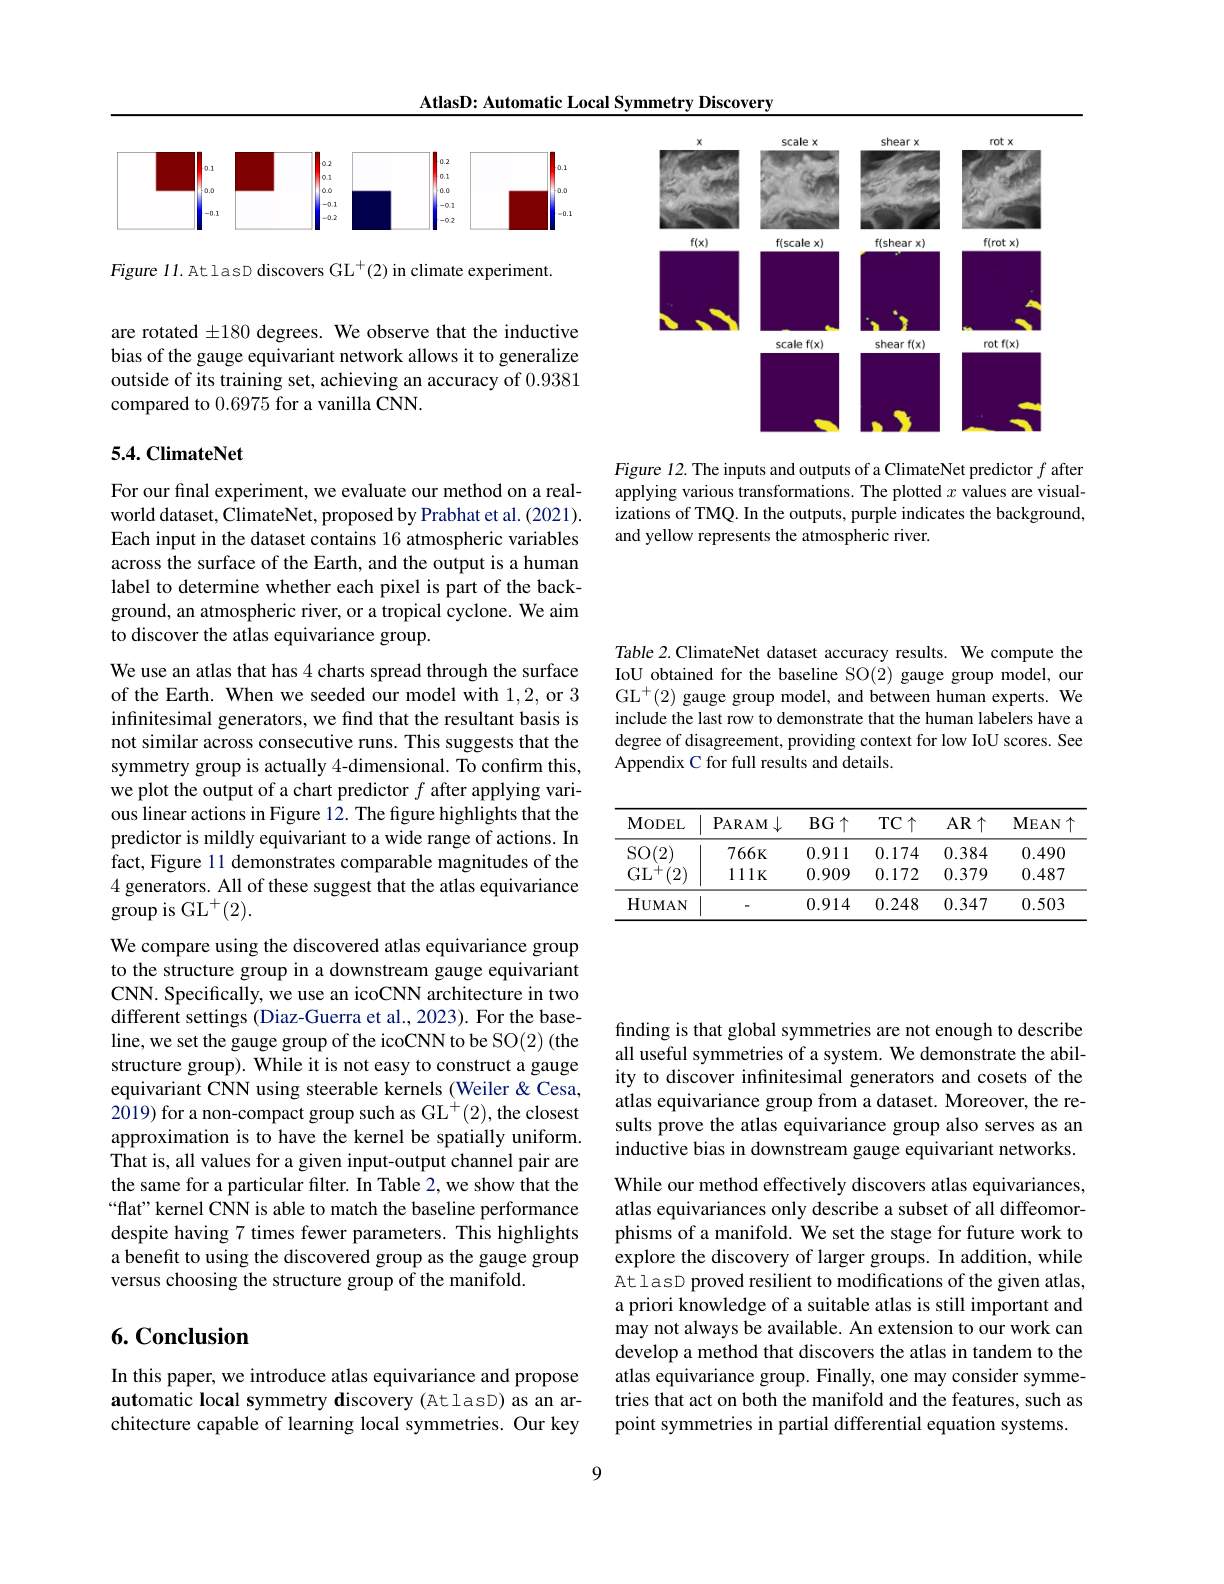 AtlasD: Automatic Local Symmetry Discovery
0.1
0.0
−0.1
0.2
0.1
0.0
−0.1
−0.2
0.2
0.1
0.0
−0.1
−0.2
0.1
0.0
−0.1
Figure 11. AtlasD discovers GL⁺(2) in climate experiment.
are rotated ±180 degrees. We observe that the inductive
bias of the gauge equivariant network allows it to generalize
outside of its training set, achieving an accuracy of 0.9381
compared to 0.6975 for a vanilla CNN.
5.4. ClimateNet
For our final experiment, we evaluate our method on a real-
world dataset, ClimateNet, proposed by Prabhat et al. (2021).
Each input in the dataset contains 16 atmospheric variables
across the surface of the Earth, and the output is a human
label to determine whether each pixel is part of the back-
ground, an atmospheric river, or a tropical cyclone. We aim
to discover the atlas equivariance group.
We use an atlas that has 4 charts spread through the surface
of the Earth. When we seeded our model with 1, 2, or 3
infinitesimal generators, we find that the resultant basis is
not similar across consecutive runs. This suggests that the
symmetry group is actually 4-dimensional. To confirm this,
we plot the output of a chart predictor f after applying vari-
ous linear actions in Figure 12. The figure highlights that the
predictor is mildly equivariant to a wide range of actions. In
fact, Figure 11 demonstrates comparable magnitudes of the
4 generators. All of these suggest that the atlas equivariance
group is GL⁺(2).
We compare using the discovered atlas equivariance group
to the structure group in a downstream gauge equivariant
CNN. Specifically, we use an icoCNN architecture in two
different settings (Diaz-Guerra et al., 2023). For the base-
line, we set the gauge group of the icoCNN to be SO(2) (the
structure group). While it is not easy to construct a gauge
equivariant CNN using steerable kernels (Weiler & Cesa,
2019) for a non-compact group such as GL⁺(2), the closest
approximation is to have the kernel be spatially uniform.
That is, all values for a given input-output channel pair are
the same for a particular filter. In Table 2, we show that the
“flat” kernel CNN is able to match the baseline performance
despite having 7 times fewer parameters. This highlights
a benefit to using the discovered group as the gauge group
versus choosing the structure group of the manifold.
6. Conclusion
In this paper, we introduce atlas equivariance and propose
automatic local symmetry discovery (AtlasD) as an ar-
chitecture capable of learning local symmetries. Our key
x scale x shear x rot x
f(x) f(scale x) f(shear x) f(rot x)
scale f(x) shear f(x) rot f(x)
Figure 12. The inputs and outputs of a ClimateNet predictor f after
applying various transformations. The plotted x values are visual-
izations of TMQ. In the outputs, purple indicates the background,
and yellow represents the atmospheric river.
Table 2. ClimateNet dataset accuracy results. We compute the
IoU obtained for the baseline SO(2) gauge group model, our
GL⁺(2) gauge group model, and between human experts. We
include the last row to demonstrate that the human labelers have a
degree of disagreement, providing context for low IoU scores. See
Appendix C for full results and details.
MODEL PARAM ↓ BG ↑ TC ↑ AR ↑ MEAN ↑
SO(2) 766K 0.911 0.174 0.384 0.490
GL⁺(2) 111K 0.909 0.172 0.379 0.487
HUMAN - 0.914 0.248 0.347 0.503
finding is that global symmetries are not enough to describe
all useful symmetries of a system. We demonstrate the abil-
ity to discover infinitesimal generators and cosets of the
atlas equivariance group from a dataset. Moreover, the re-
sults prove the atlas equivariance group also serves as an
inductive bias in downstream gauge equivariant networks.
While our method effectively discovers atlas equivariances,
atlas equivariances only describe a subset of all diffeomor-
phisms of a manifold. We set the stage for future work to
explore the discovery of larger groups. In addition, while
AtlasD proved resilient to modifications of the given atlas,
a priori knowledge of a suitable atlas is still important and
may not always be available. An extension to our work can
develop a method that discovers the atlas in tandem to the
atlas equivariance group. Finally, one may consider symme-
tries that act on both the manifold and the features, such as
point symmetries in partial differential equation systems.
9